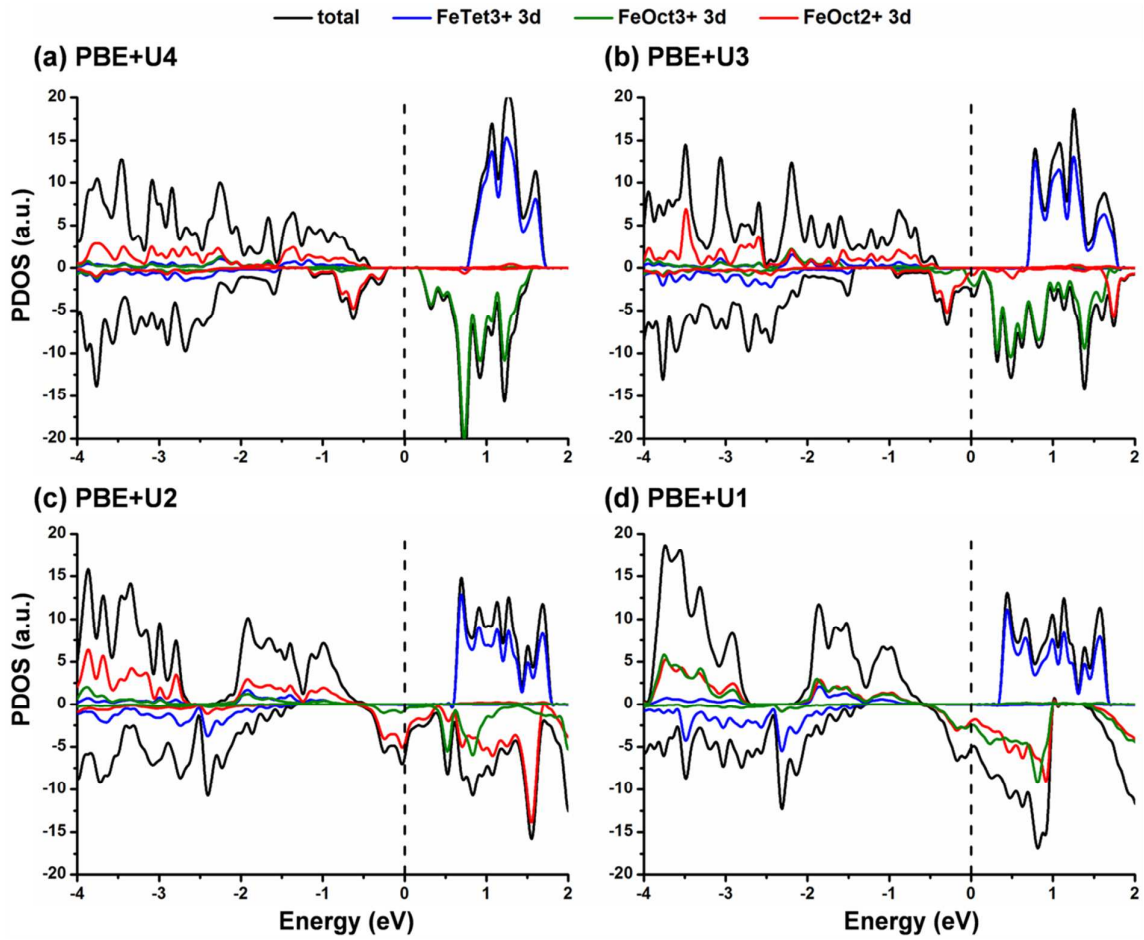 total FeTet3+ 3d FeOct3+ 3d FeOct2+ 3d
(a) PBE+U4
(b) PBE+U3
PDOS (a.u.)
20
15
10
5
0
-5
-10
-15
-20
-4 -3 -2 -1 0 1 2
20
15
10
5
0
-5
-10
-15
-20
-4 -3 -2 -1 0 1 2
(c) PBE+U2
(d) PBE+U1
PDOS (a.u.)
20
15
10
5
0
-5
-10
-15
-20
-4 -3 -2 -1 0 1 2
Energy (eV)
20
15
10
5
0
-5
-10
-15
-20
-4 -3 -2 -1 0 1 2
Energy (eV)